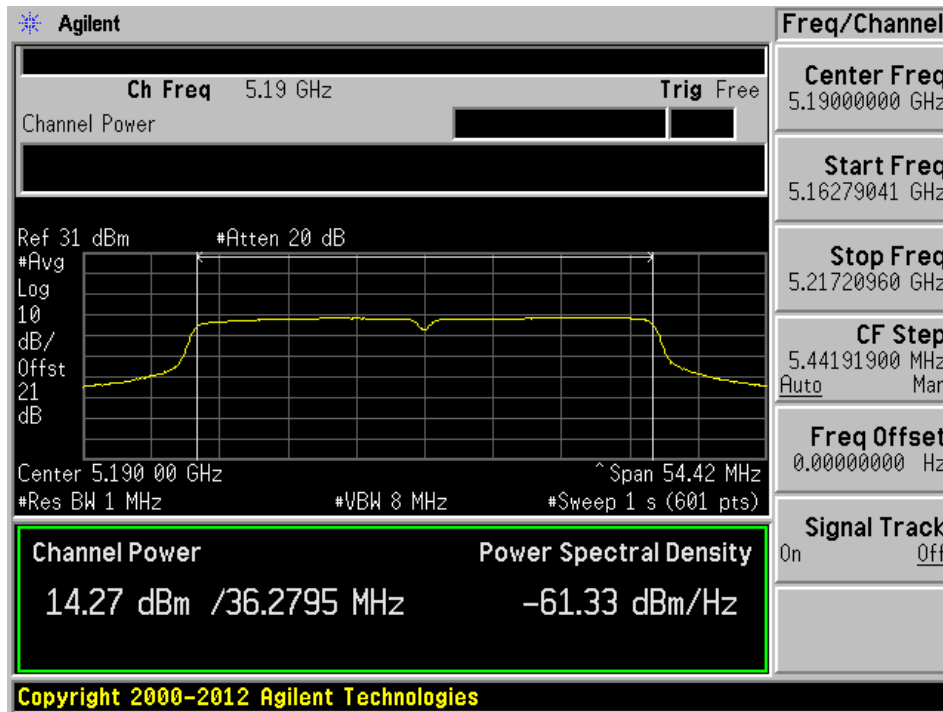 Agilent
Freq/Channel
Ch Freq 5.19 GHz Trig Free
Channel Power
Center Freq
5.19000000 GHz
Start Freq
5.16279041 GHz
Stop Freq
5.21720960 GHz
CF Step
5.44191900 MHz
Auto Man
Freq Offset
0.00000000 Hz
Signal Track
On Off
Ref 31 dBm #Atten 20 dB
#Avg
Log
10
dB/
Offst
21
dB
Center 5.190 00 GHz ^Span 54.42 MHz
#Res BW 1 MHz #VBW 8 MHz #Sweep 1 s (601 pts)
Channel Power Power Spectral Density
14.27 dBm /36.2795 MHz -61.33 dBm/Hz
Copyright 2000-2012 Agilent Technologies